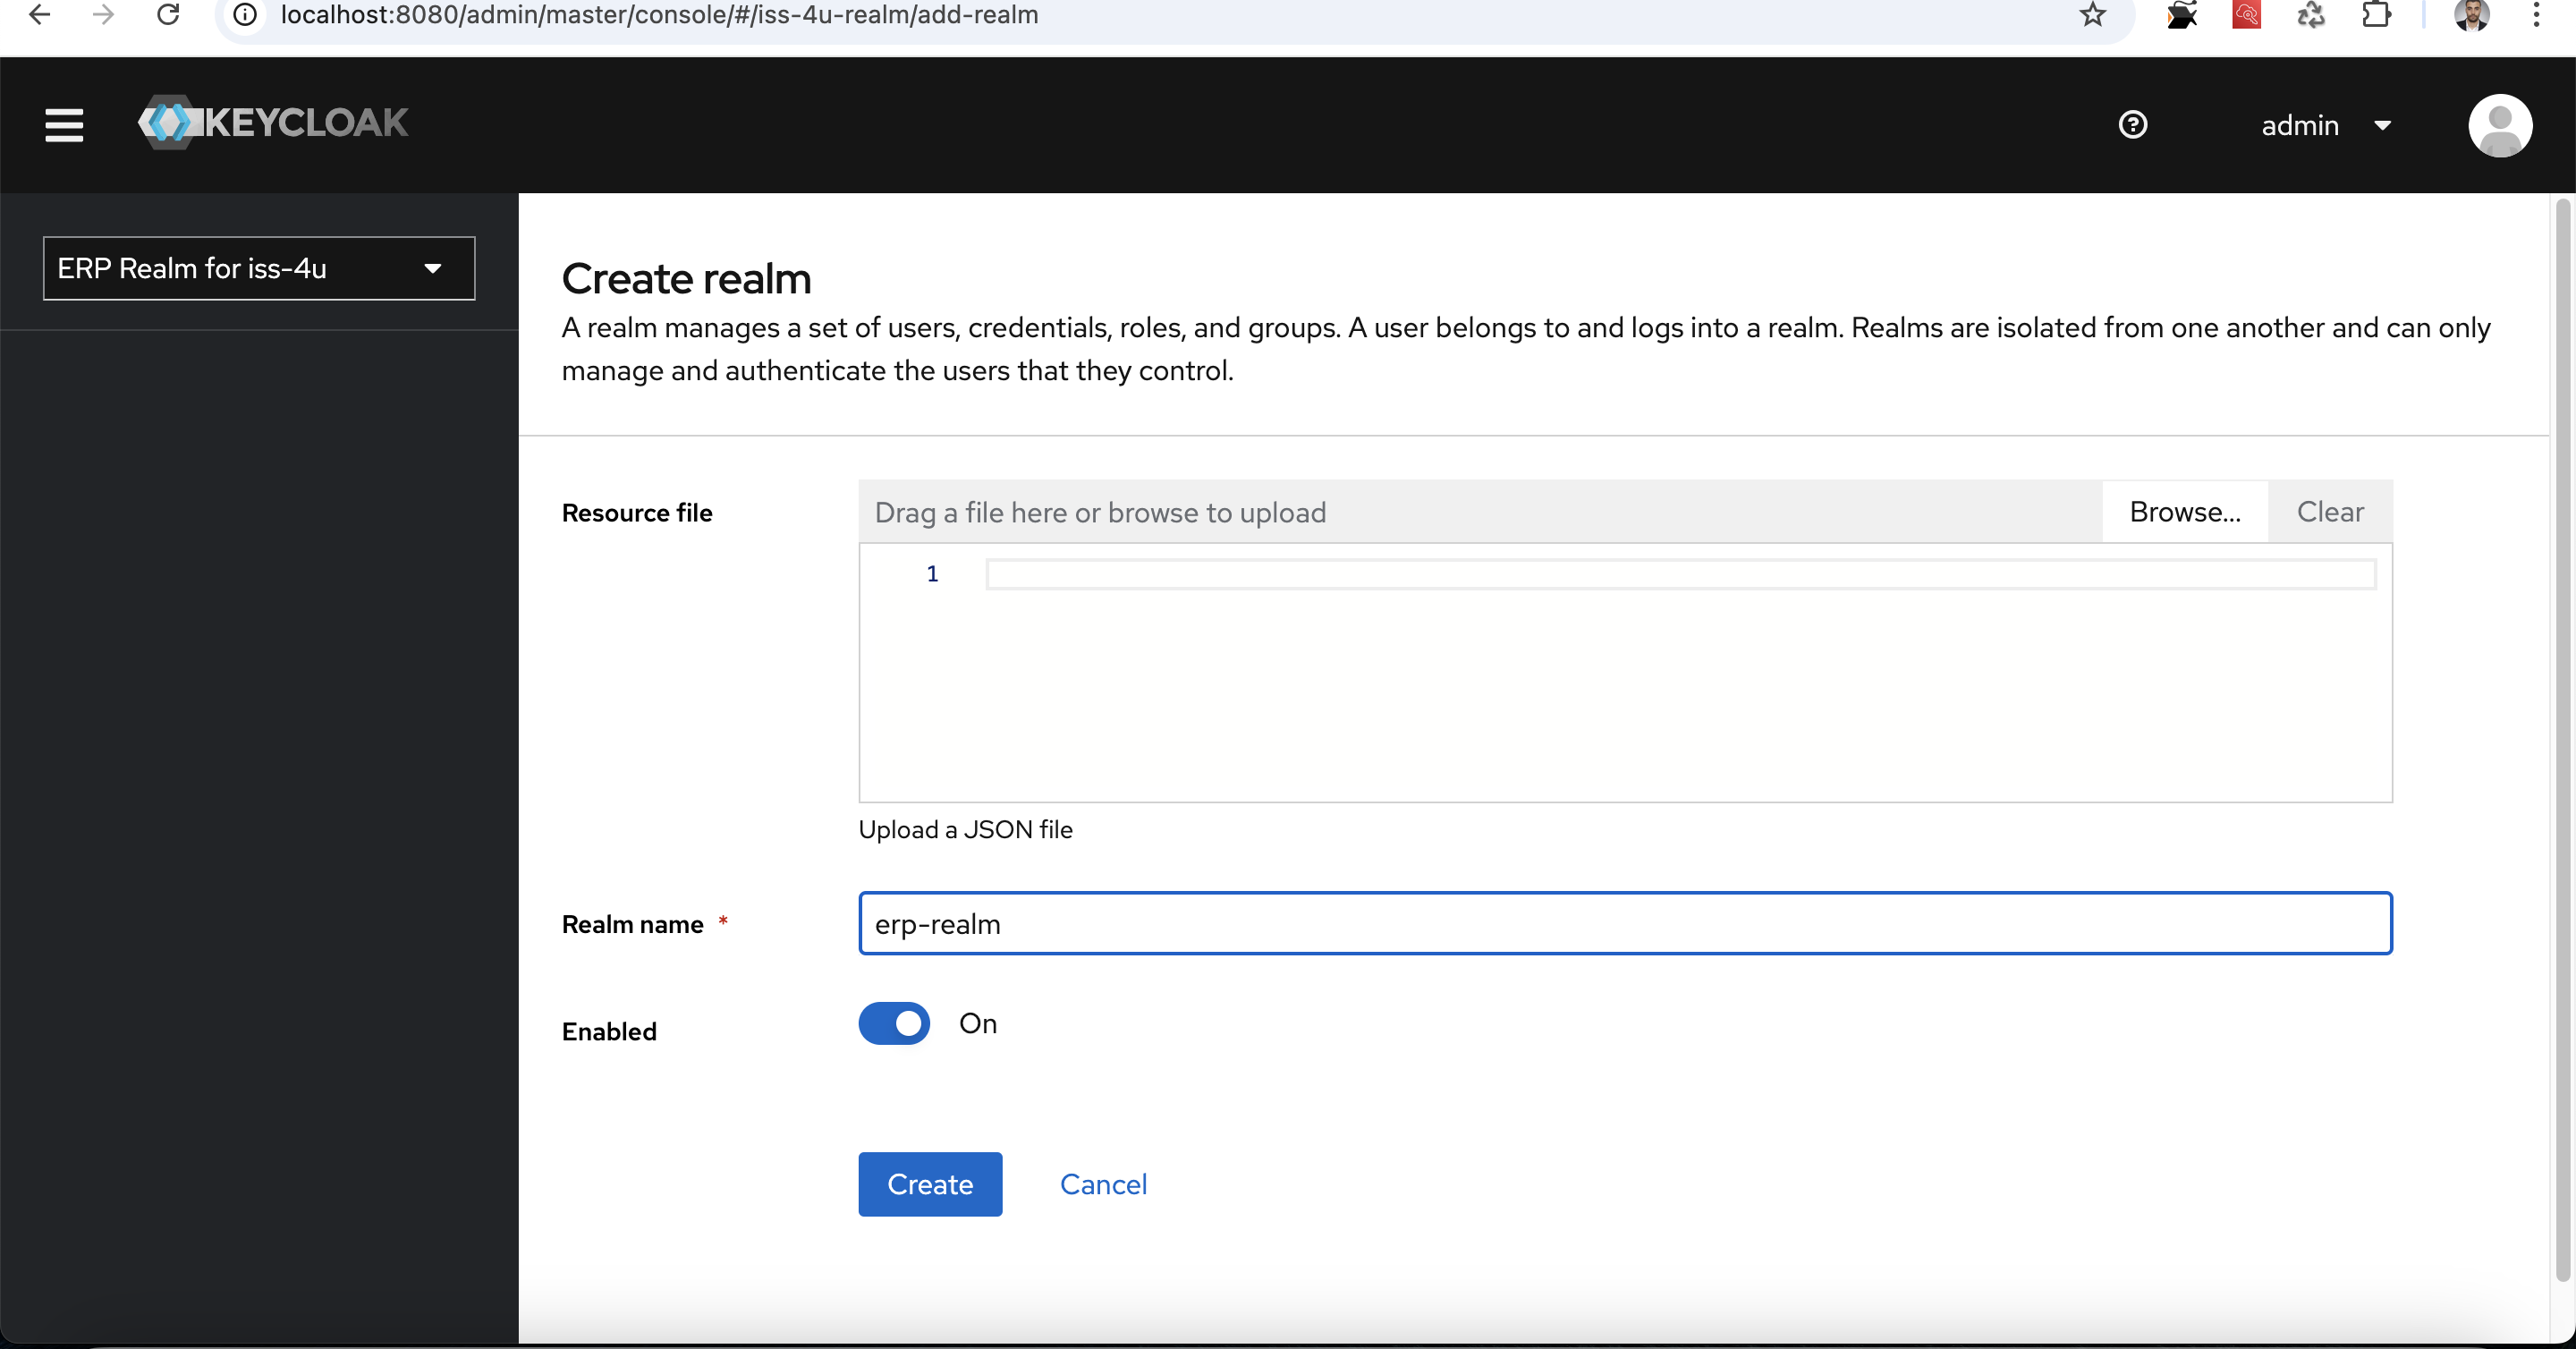 localhost:8080/admin/master/console/#/iss-4u-realm/add-realm
KEYCLOAK
admin
ERP Realm for iss-4u
Create realm
A realm manages a set of users, credentials, roles, and groups. A user belongs to and logs into a realm. Realms are isolated from one another and can only
manage and authenticate the users that they control.
Resource file
Drag a file here or browse to upload
Browse...
Clear
1
Upload a JSON file
Realm name *
erp-realm
Enabled
On
Create
Cancel